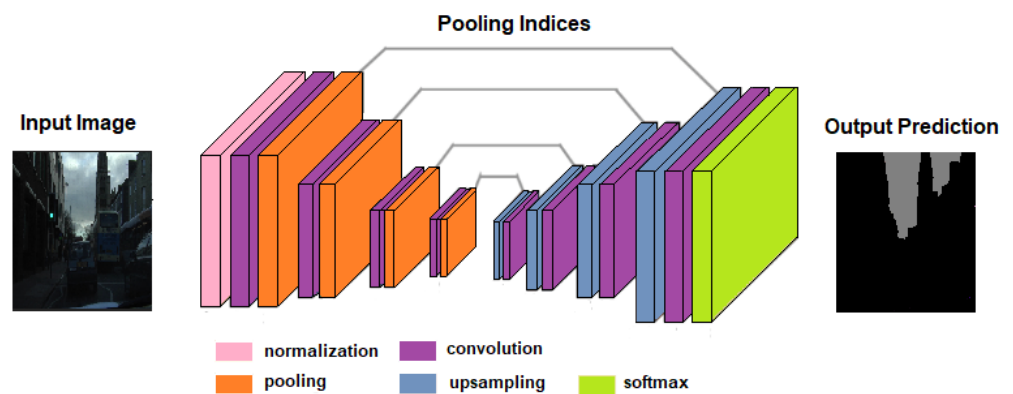 Pooling Indices
Input Image
Output Prediction
normalization
convolution
pooling
upsampling
softmax